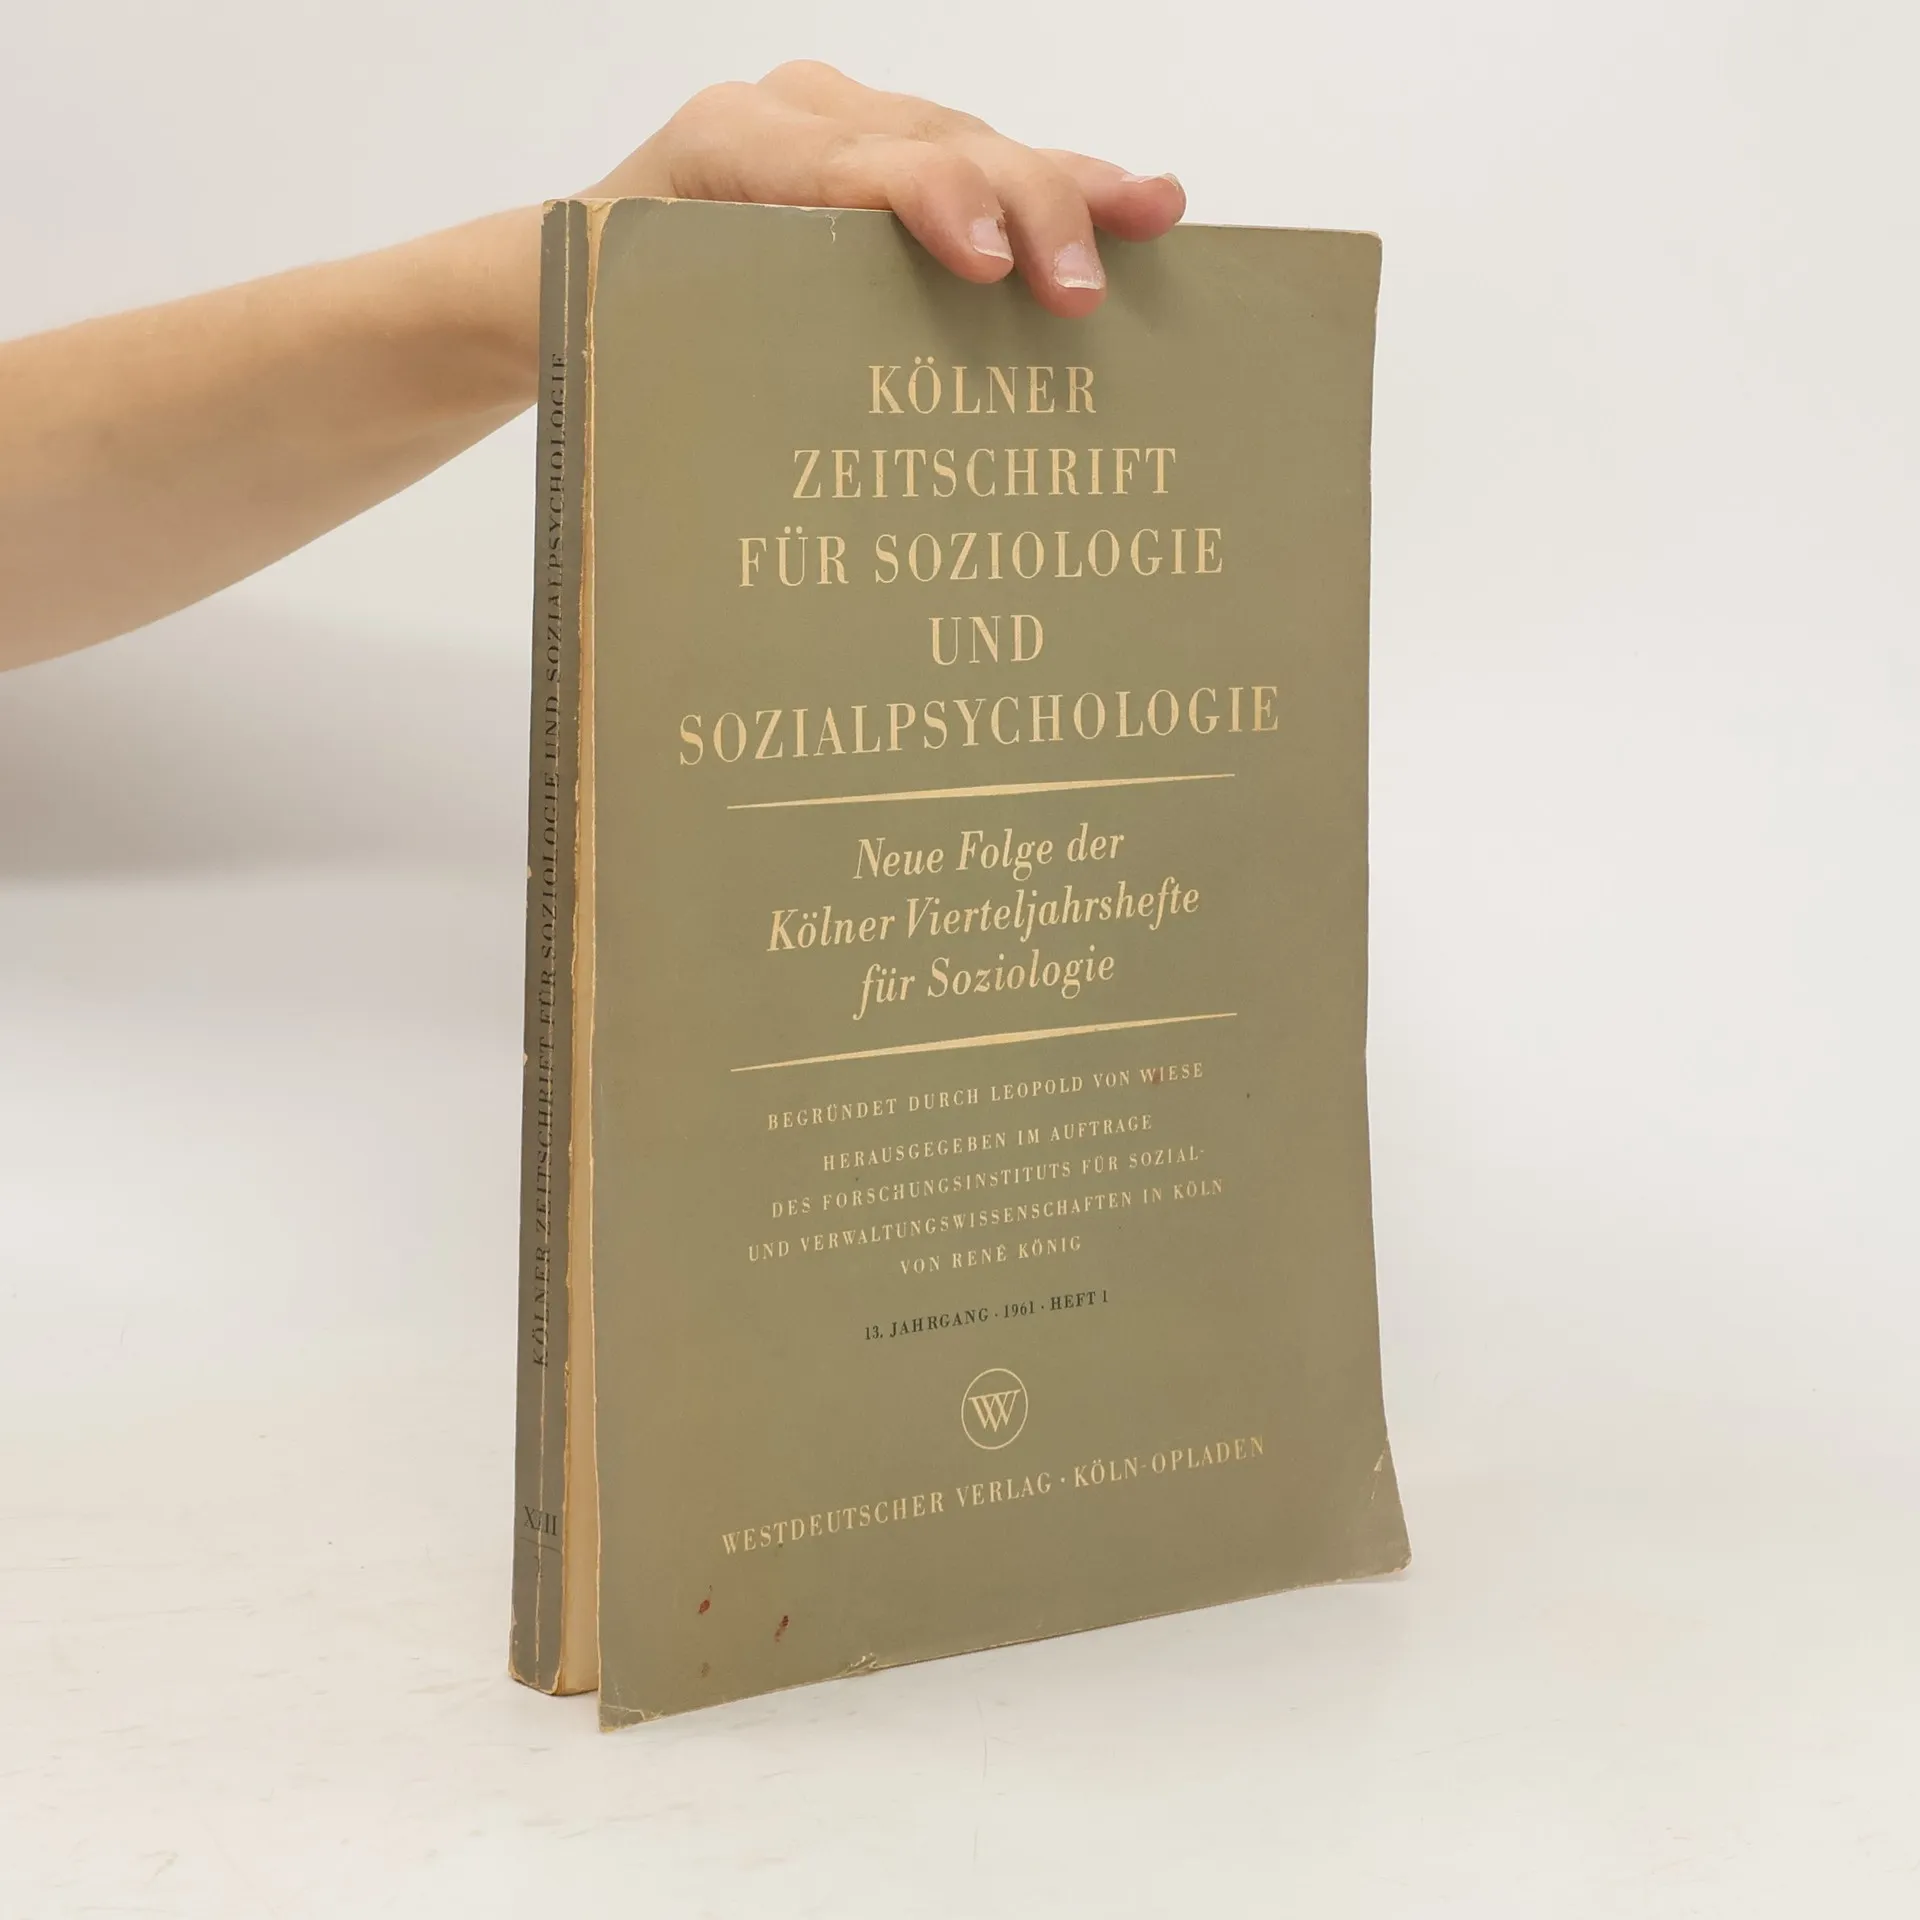 KÖLNER
ZEITSCHRIFT
FÜR SOZIOLOGIE
UND
SOZIALPSYCHOLOGIE
Neue Folge der
Kölner Vierteljahrshefte
für Soziologie
BEGRÜNDET DURCH LEOPOLD VON WIESE
HERAUSGEGEBEN IM AUFTRAGE
DES FORSCHUNGSINSTITUTS FÜR SOZIAL-
UND VERWALTUNGSWISSENSCHAFTEN IN KÖLN
VON RENÉ KÖNIG
13. JAHRGANG · 1961 · HEFT 1
WV
WESTDEUTSCHER VERLAG · KÖLN-OPLADEN
KÖLNER ZEITSCHRIFT FÜR SOZIOLOGIE UND SOZIALPSYCHOLOGIE
XIII